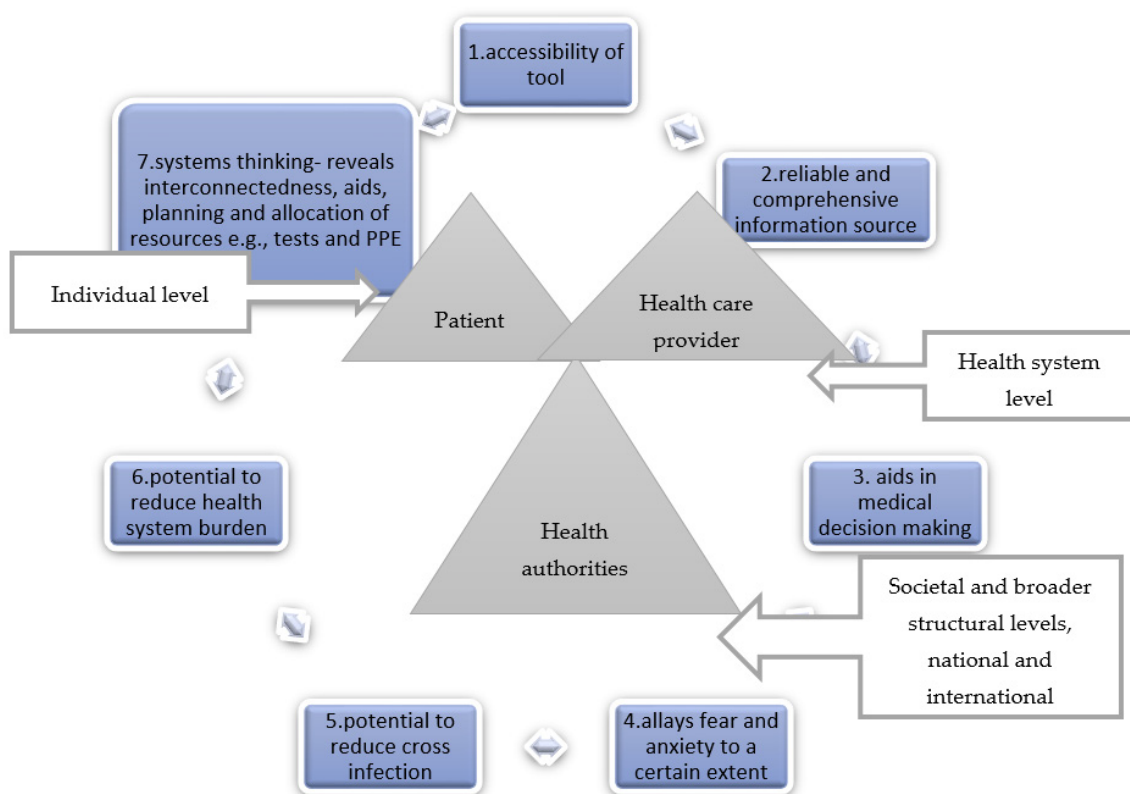 1.accessibility of
tool
7.systems thinking- reveals
interconnectedness, aids,
planning and allocation of
resources e.g., tests and PPE
2.reliable and
comprehensive
information source
Individual level
Patient
Health care
provider
Health system
level
6.potential to
reduce health
system burden
3. aids in
medical
decision making
Health
authorities
Societal and broader
structural levels,
national and
international
5.potential to
reduce cross
infection
4.allays fear and
anxiety to a
certain extent